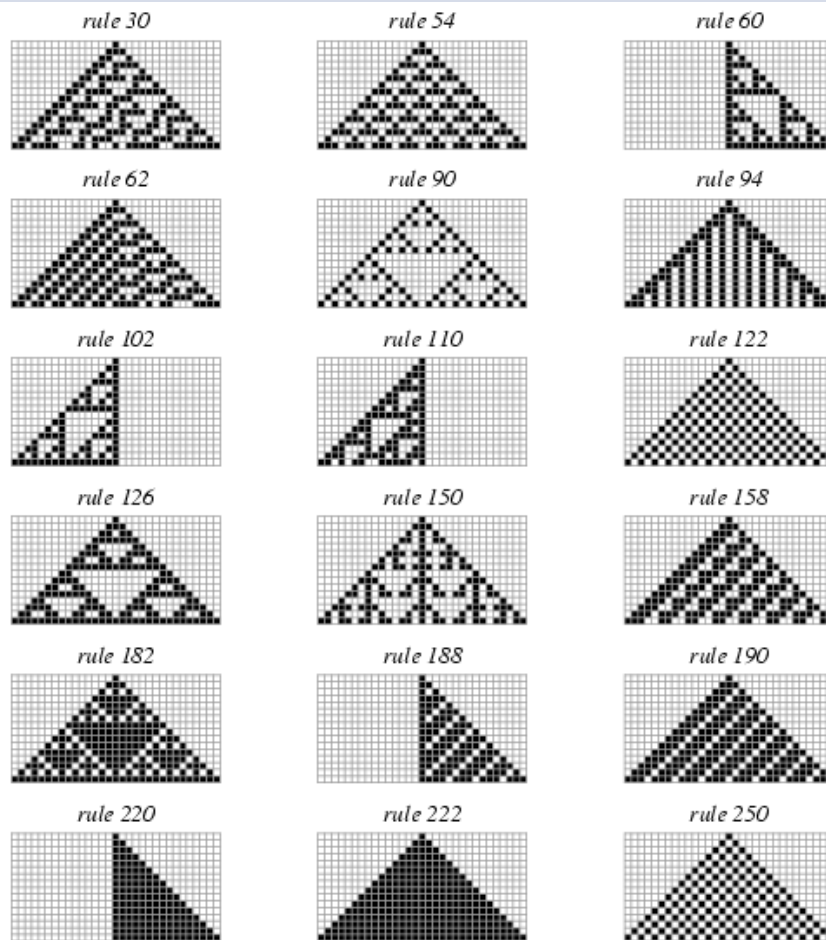 rule 30 rule 54 rule 60
rule 62 rule 90 rule 94
rule 102 rule 110 rule 122
rule 126 rule 150 rule 158
rule 182 rule 188 rule 190
rule 220 rule 222 rule 250